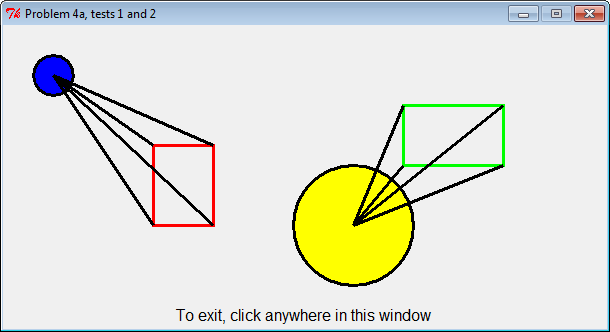 Problem 4a, tests 1 and 2
To exit, click anywhere in this window